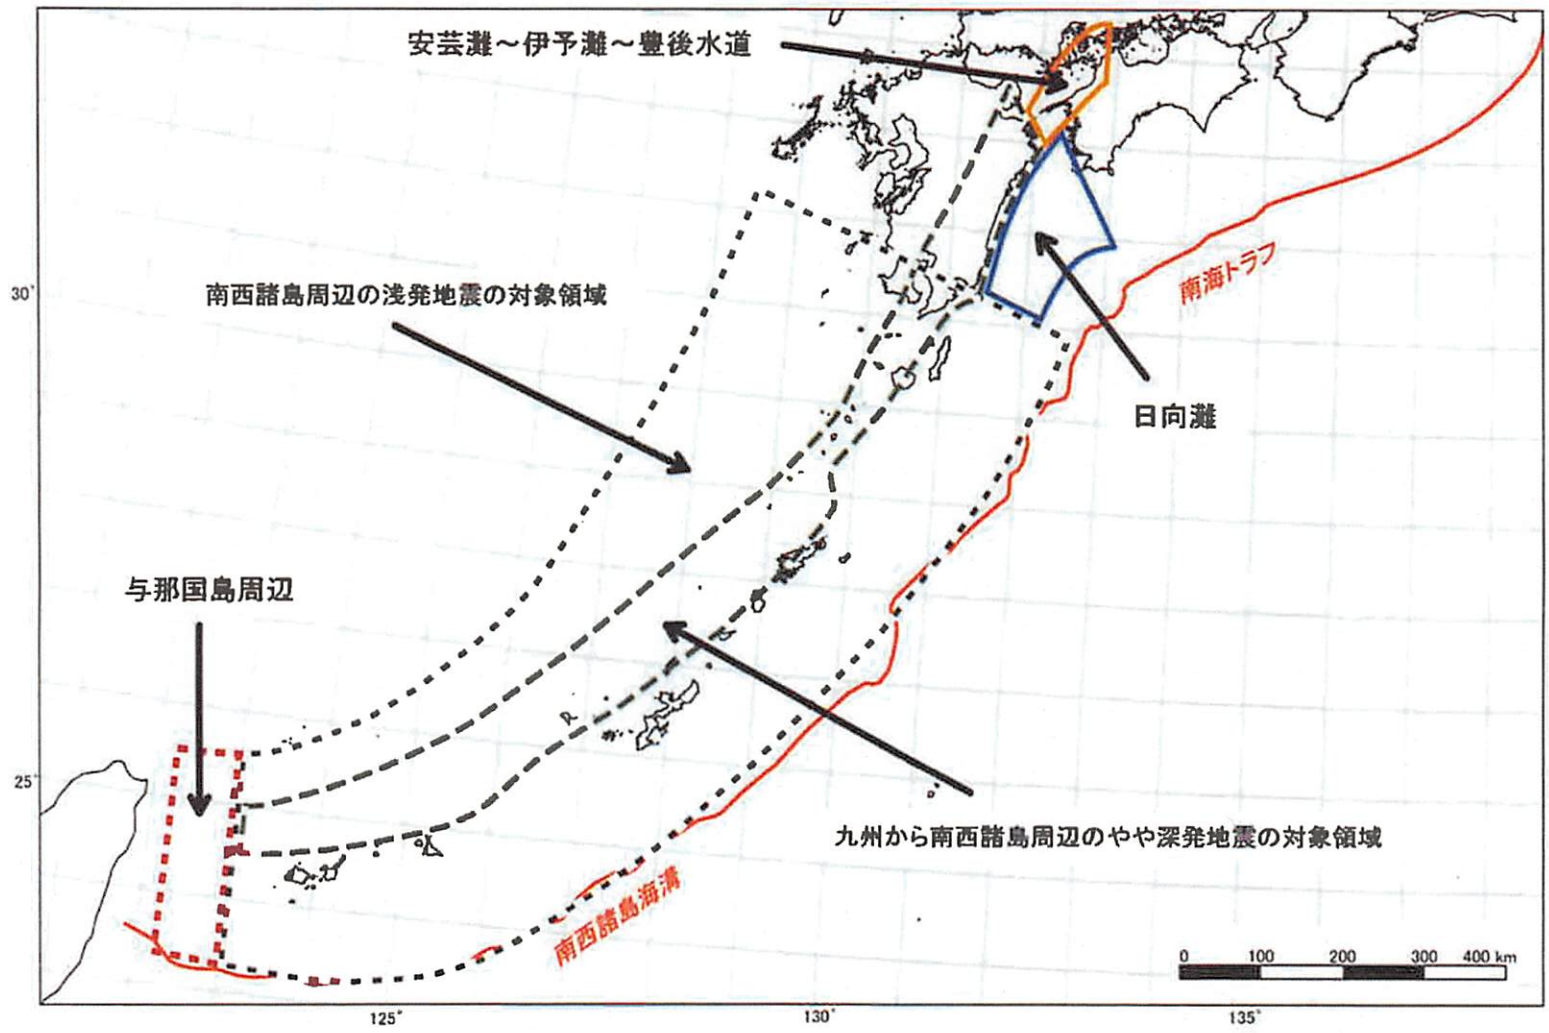 安芸灘~伊予灘~豊後水道
30°
南西諸島周辺の浅発地震の対象領域
南海トラフ
日向灘
与那国島周辺
R
25°
九州から南西諸島周辺のやや深発地震の対象領域
南西諸島海溝
0 100 200 300 400 km
125° 130° 135°